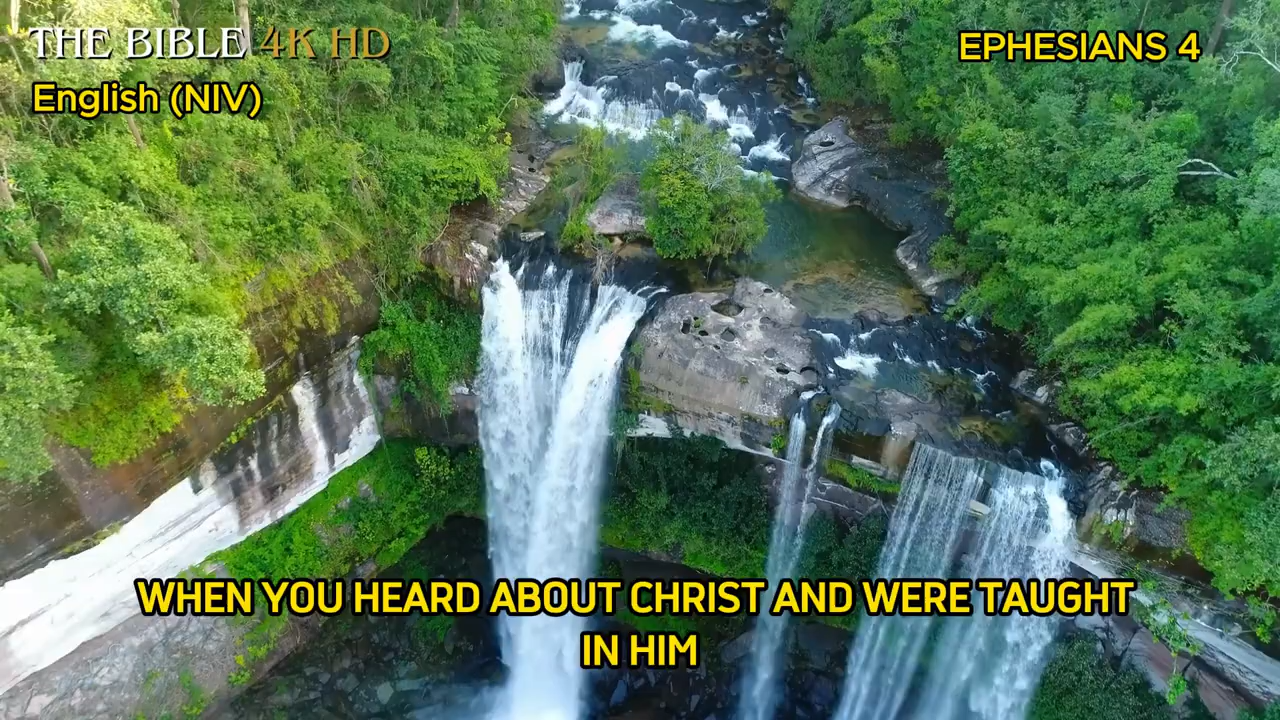 THE BIBLE 4K HD
EPHESIANS 4
English (NIV)
WHEN YOU HEARD ABOUT CHRIST AND WERE TAUGHT
IN HIM